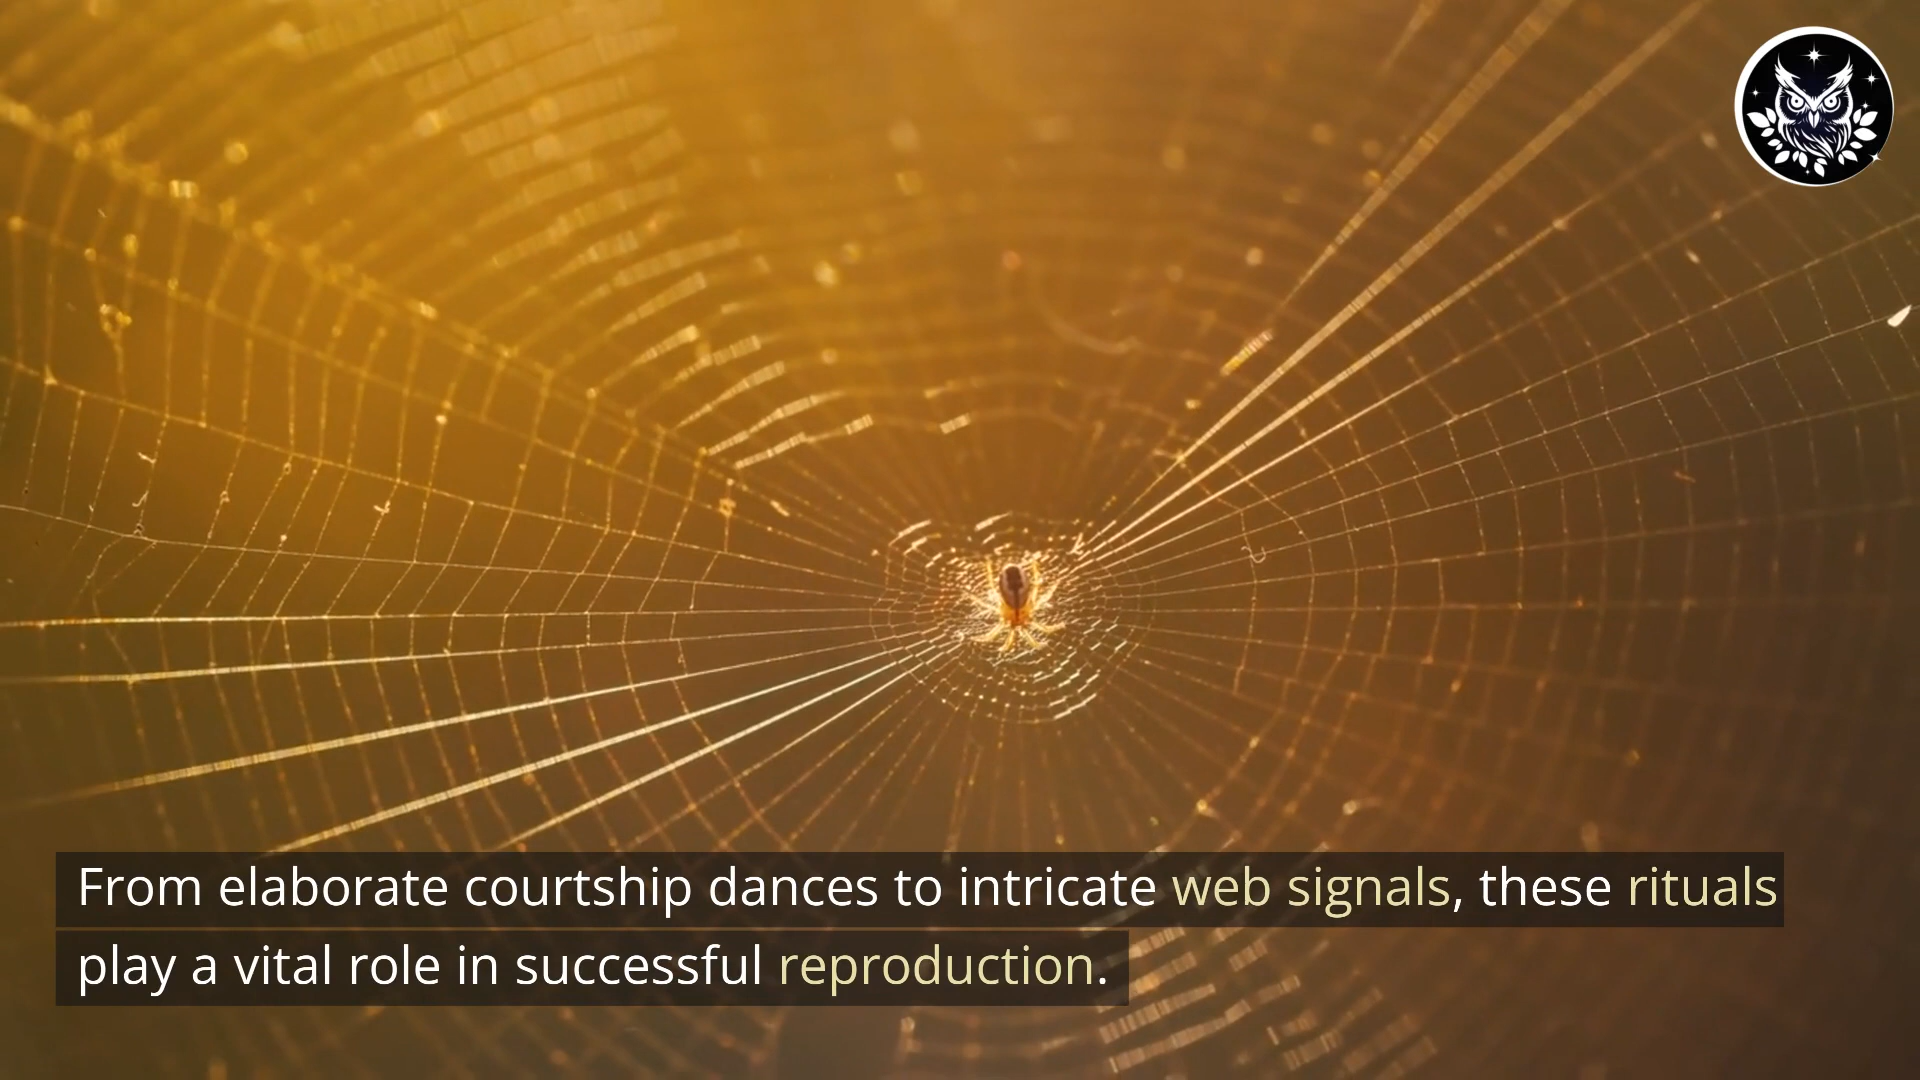 From elaborate courtship dances to intricate web signals, these rituals
play a vital role in successful reproduction.